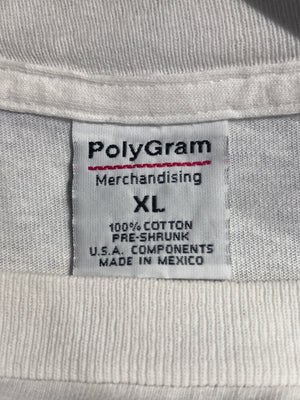 PolyGram
Merchandising
XL
100% COTTON
PRE-SHRUNK
U.S.A. COMPONENTS
MADE IN MEXICO